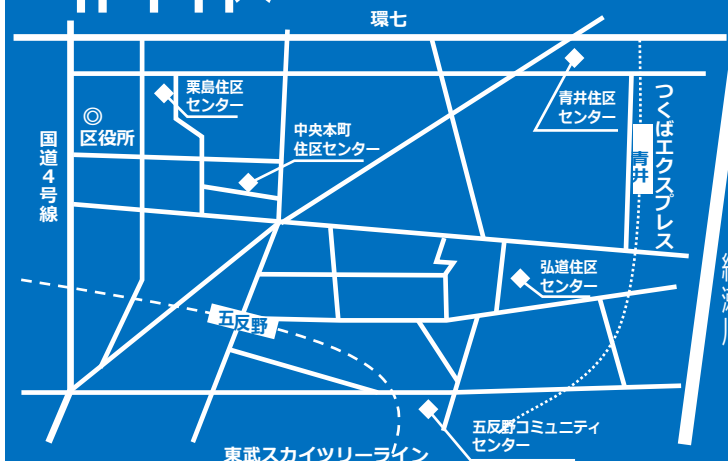 環七
栗島住区
センター
◎
区役所
青井住区
センター
中央本町
住区センター
国道4号線
つくばエクスプレス
青井
弘道住区
センター
綾瀬川
五反野
五反野コミュニティ
センター
東武スカイツリーライン